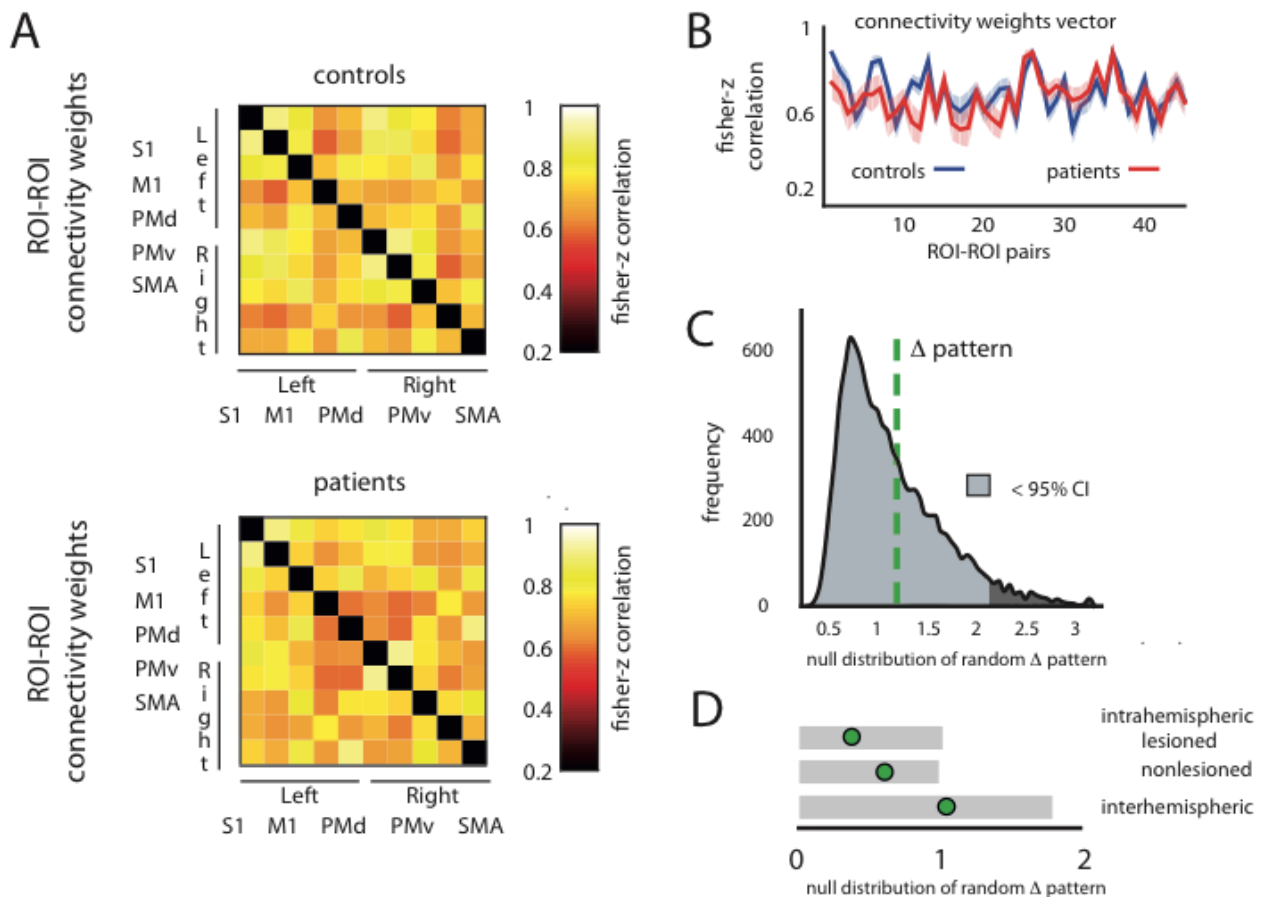 A
controls
ROI-ROI
connectivity weights
S1
M1
PMd
PMv
SMA
Left
Right
1
0.8
0.6
0.4
0.2
fisher-z correlation
Left Right
S1 M1 PMd PMv SMA
patients
ROI-ROI
connectivity weights
S1
M1
PMd
PMv
SMA
Left
Right
1
0.8
0.6
0.4
0.2
fisher-z correlation
Left Right
S1 M1 PMd PMv SMA
B
connectivity weights vector
fisher-z
correlation
1
0.6
0.2
controls patients
10 20 30 40
ROI-ROI pairs
C
Δ pattern
frequency
600
400
200
0
< 95% CI
0.5 1 1.5 2 2.5 3
null distribution of random Δ pattern
D
intrahemispheric
lesioned
nonlesioned
interhemispheric
0 1 2
null distribution of random Δ pattern